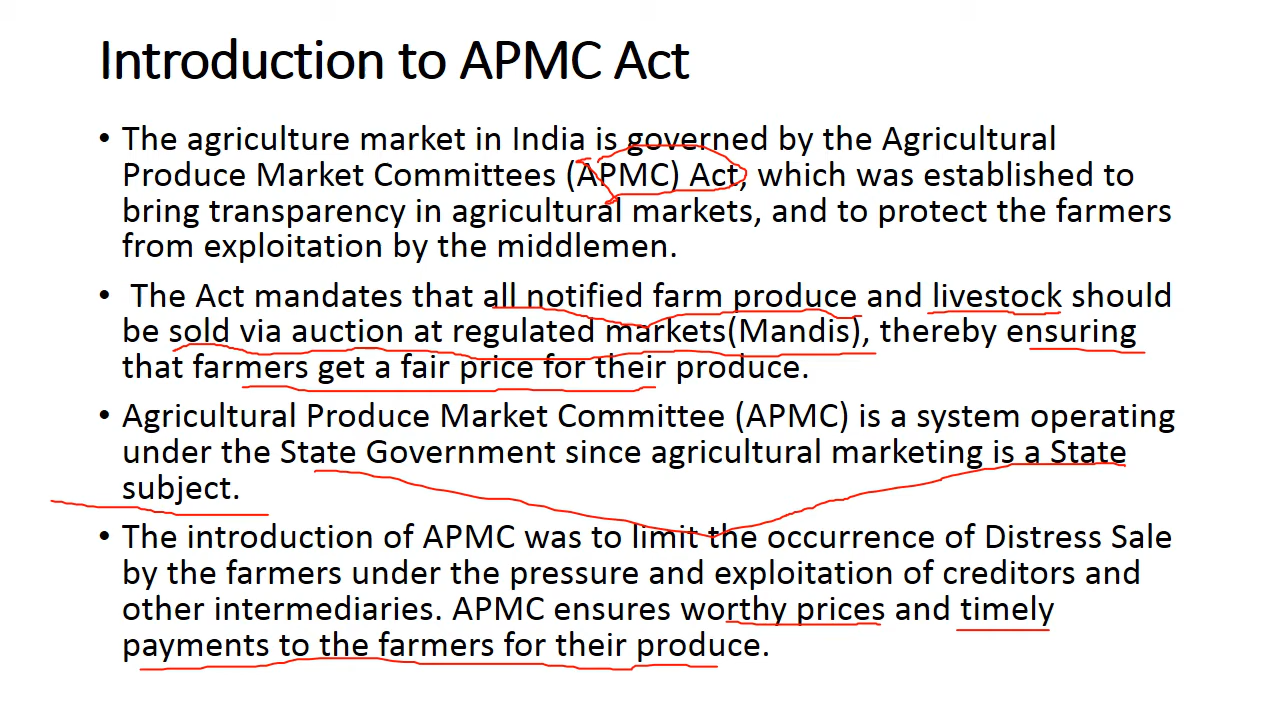 Introduction to APMC Act
• The agriculture market in India is governed by the Agricultural
Produce Market Committees (APMC) Act, which was established to
bring transparency in agricultural markets, and to protect the farmers
from exploitation by the middlemen.
• The Act mandates that all notified farm produce and livestock should
be sold via auction at regulated markets(Mandis), thereby ensuring
that farmers get a fair price for their produce.
• Agricultural Produce Market Committee (APMC) is a system operating
under the State Government since agricultural marketing is a State
subject.
• The introduction of APMC was to limit the occurrence of Distress Sale
by the farmers under the pressure and exploitation of creditors and
other intermediaries. APMC ensures worthy prices and timely
payments to the farmers for their produce.